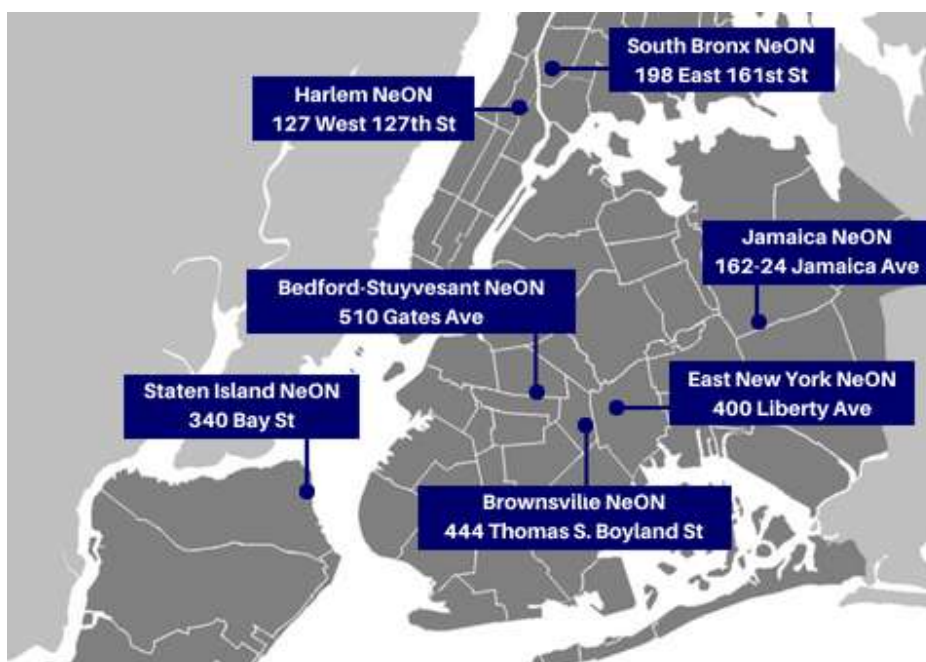 South Bronx NeON
198 East 161st St
Harlem NeON
127 West 127th St
Jamaica NeON
162-24 Jamaica Ave
Bedford-Stuyvesant NeON
510 Gates Ave
East New York NeON
400 Liberty Ave
Staten Island NeON
340 Bay St
Brownsville NeON
444 Thomas S. Boyland St